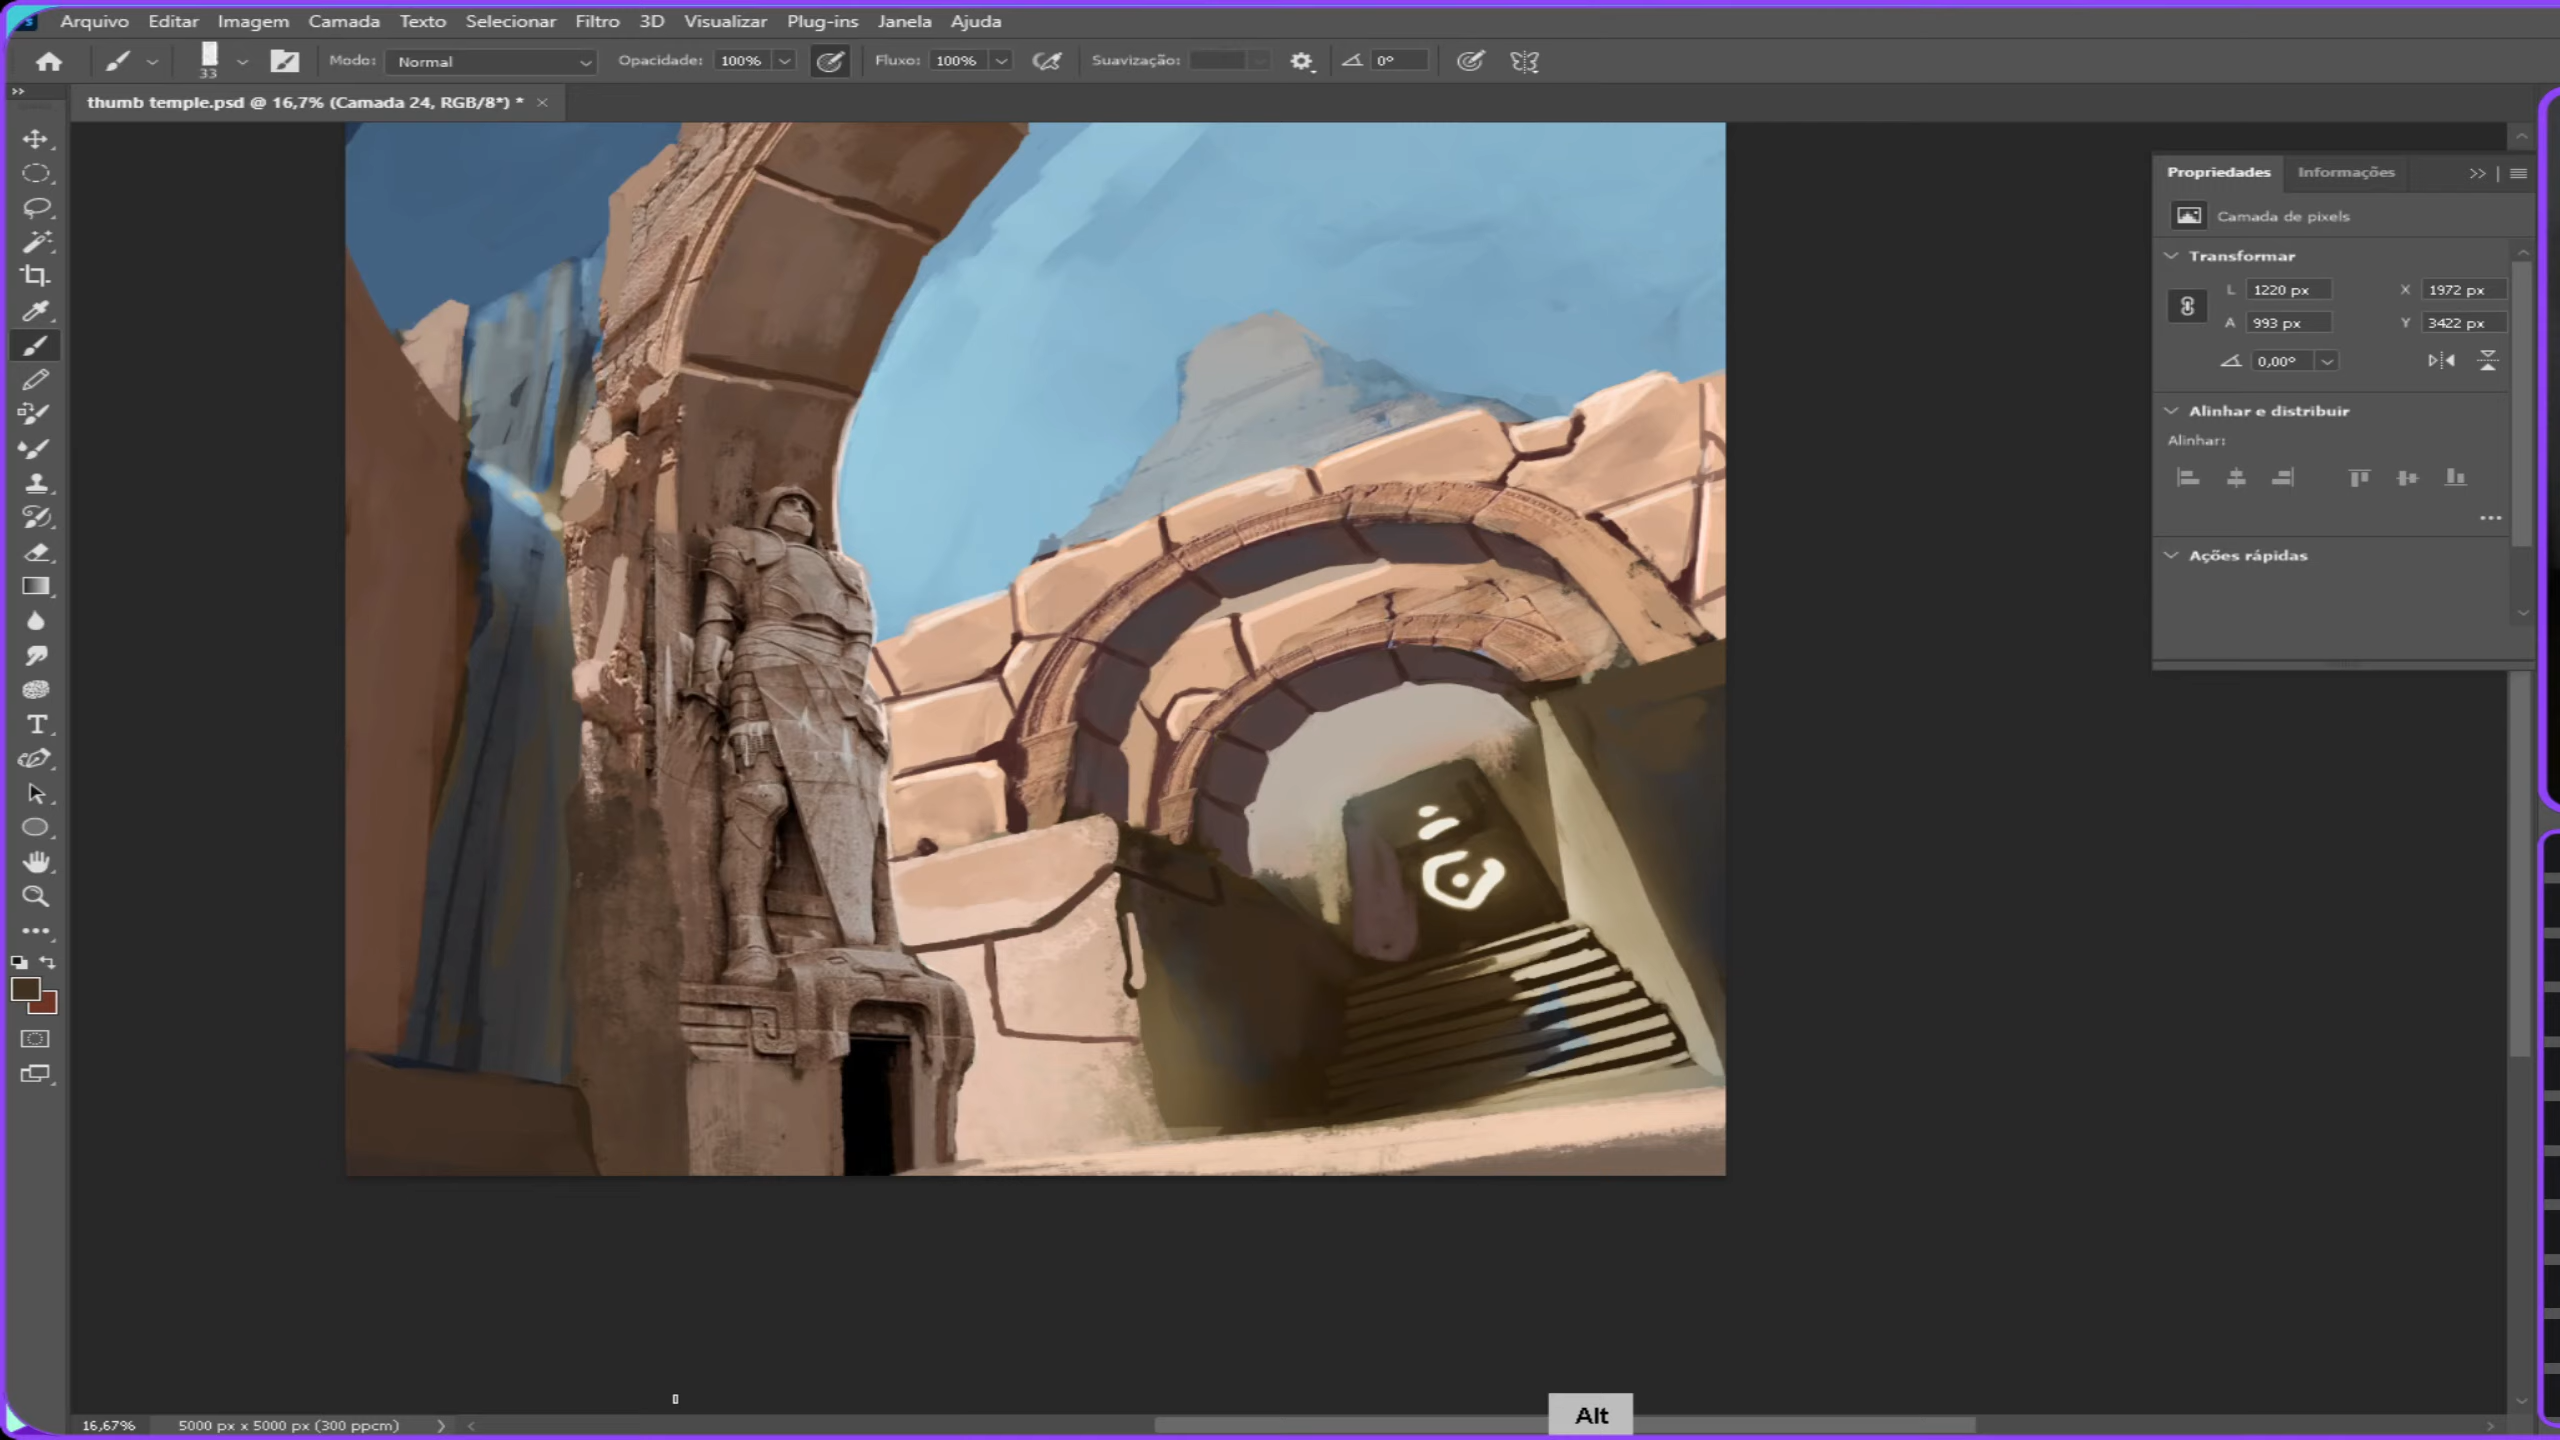 Arquivo Editar Imagem Camada Texto Selecionar Filtro 3D Visualizar Plug-ins Janela Ajuda
33 Modo: Normal Opacidade: 100% Fluxo: 100% Suavização: 0°
thumb temple.psd @ 16,7% (Camada 24, RGB/8*) * ×
Propriedades Informações
Camada de pixels
Transformar
L 1220 px X 1972 px
A 993 px Y 3422 px
0,00°
Alinhar e distribuir
Alinhar:
Ações rápidas
Alt
16,67% 5000 px x 5000 px (300 ppcm)